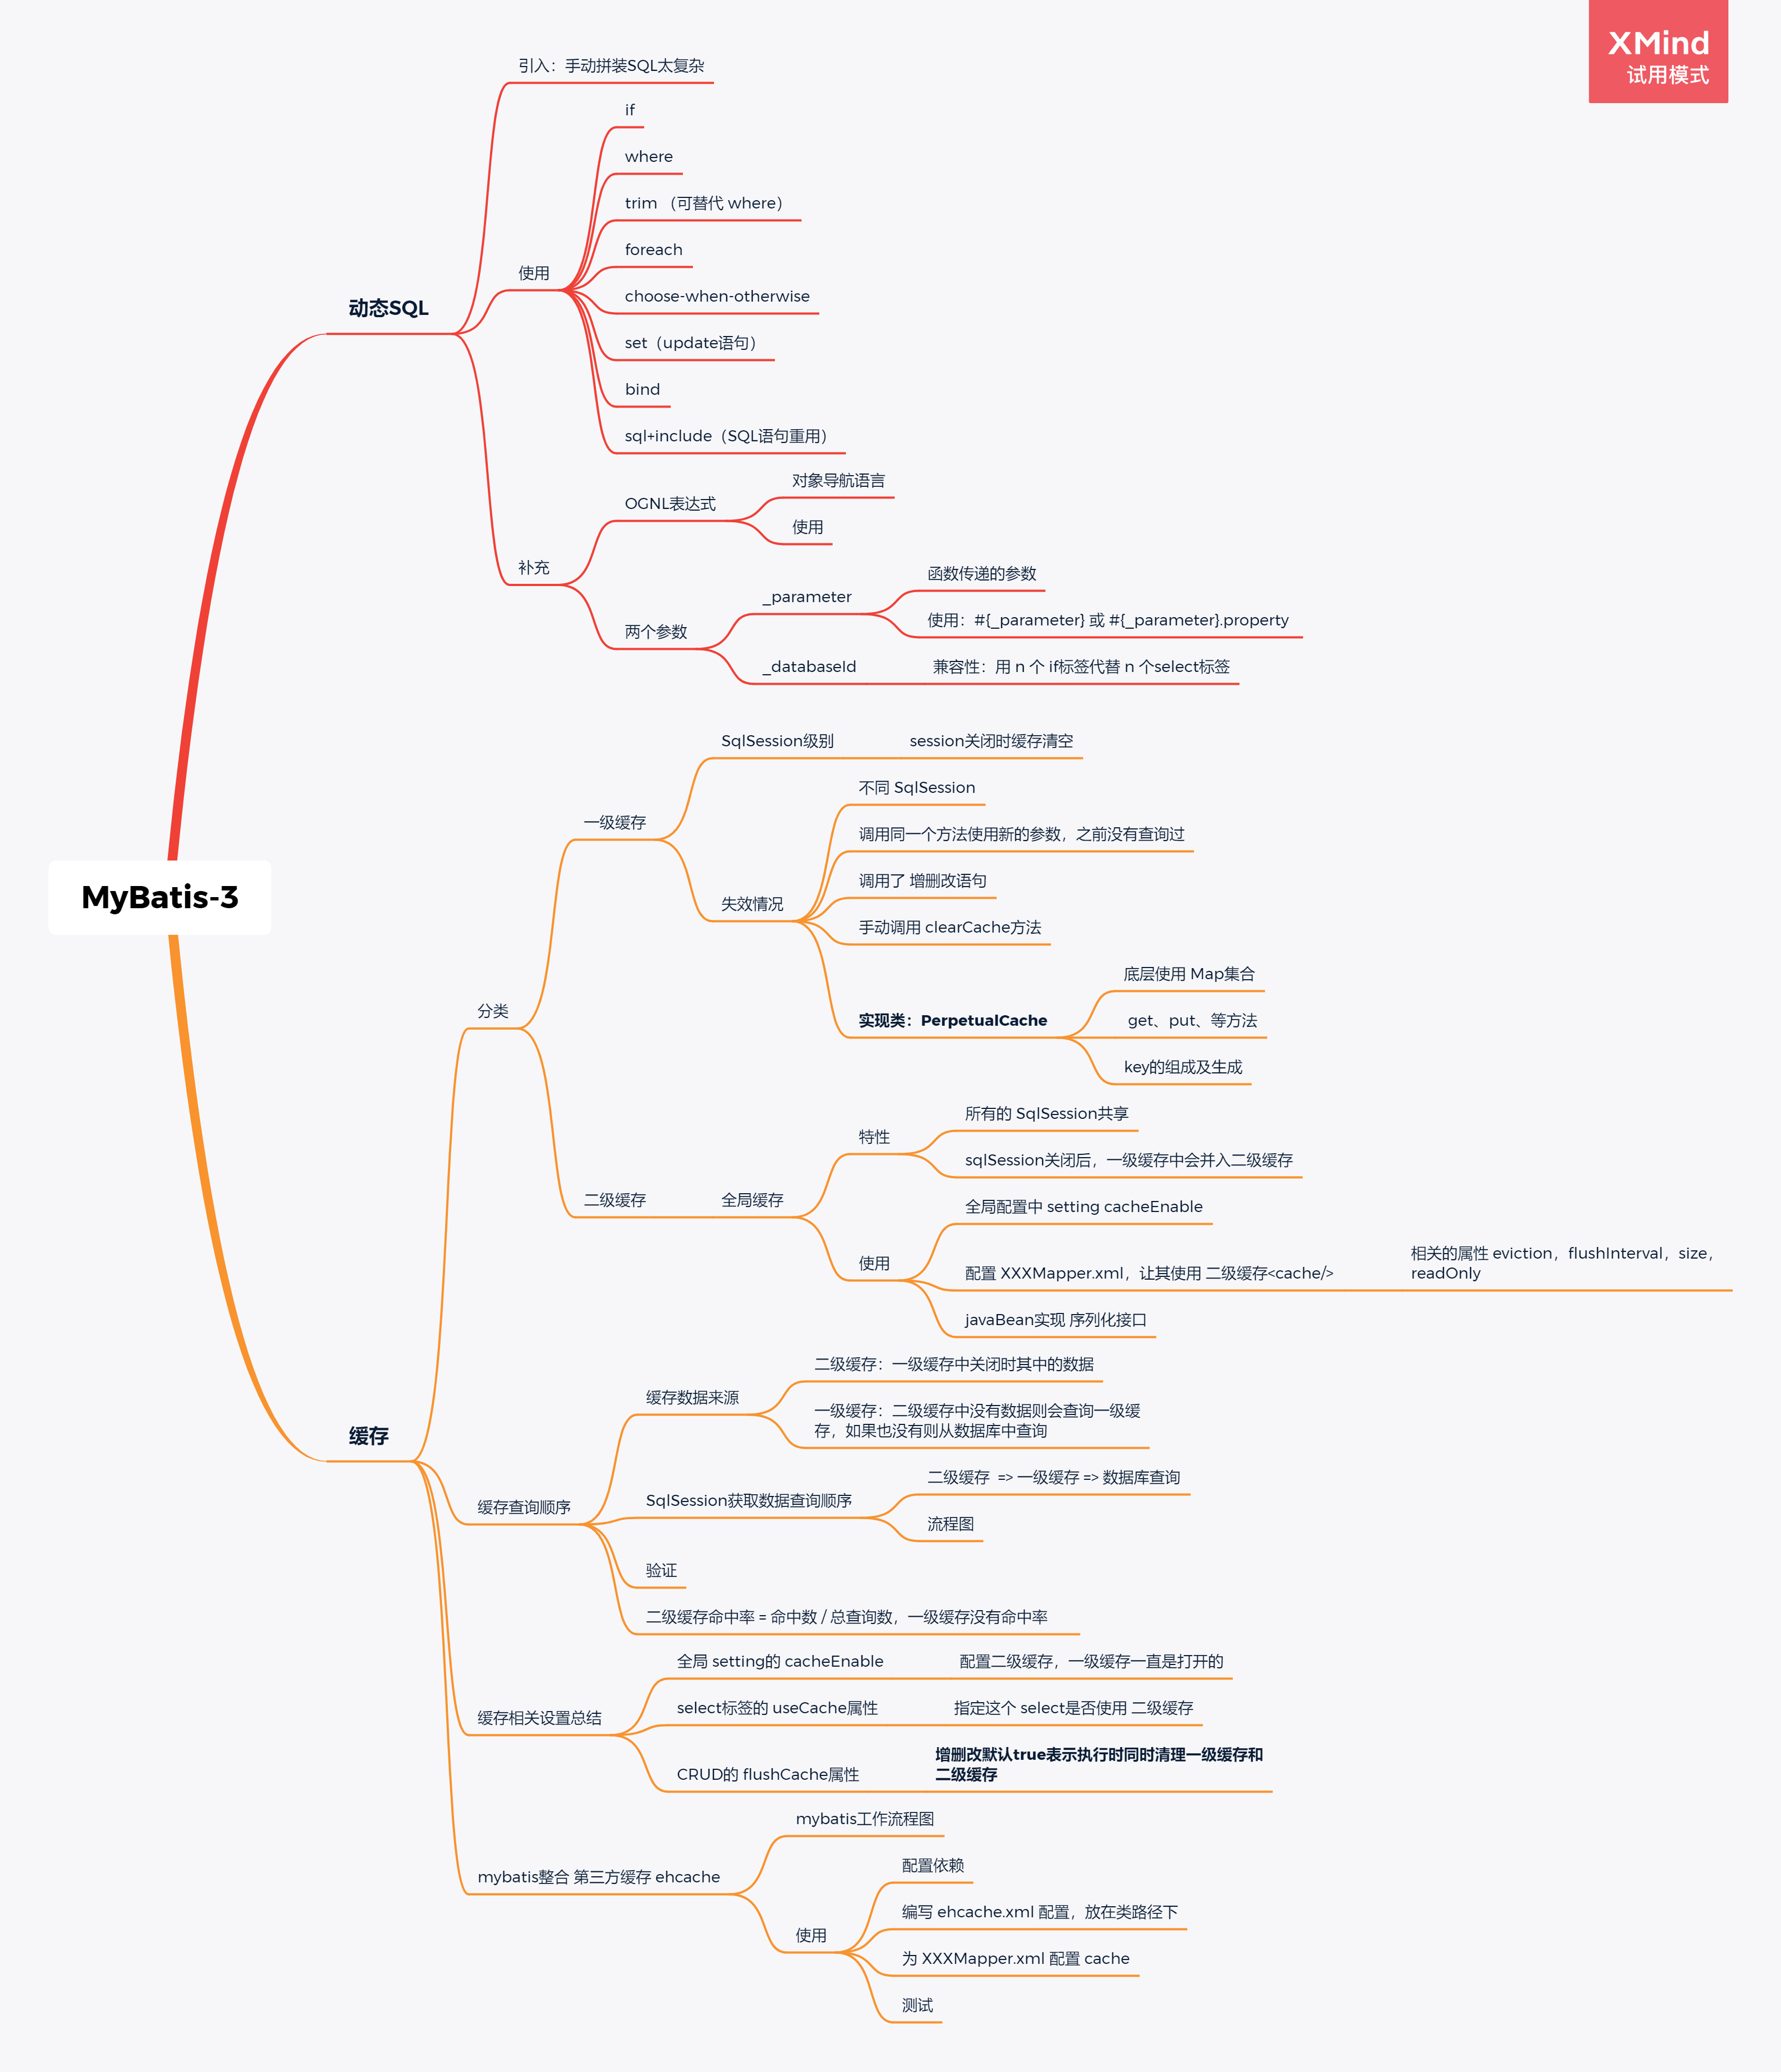 XMind
试用模式
引入：手动拼装SQL太复杂
if
where
trim （可替代 where）
foreach
使用
choose-when-otherwise
动态SQL
set（update语句）
bind
sql+include（SQL语句重用）
对象导航语言
OGNL表达式
使用
补充
函数传递的参数
_parameter
使用：#{_parameter} 或 #{_parameter}.property
两个参数
_databaseId
兼容性：用 n 个 if标签代替 n 个select标签
SqlSession级别
session关闭时缓存清空
不同 SqlSession
一级缓存
调用同一个方法使用新的参数，之前没有查询过
调用了 增删改语句
MyBatis-3
失效情况
手动调用 clearCache方法
底层使用 Map集合
分类
实现类：PerpetualCache
get、put、等方法
key的组成及生成
所有的 SqlSession共享
特性
sqlSession关闭后，一级缓存中会并入二级缓存
二级缓存
全局缓存
全局配置中 setting cacheEnable
使用
配置 XXXMapper.xml，让其使用 二级缓存<cache/>
相关的属性 eviction，flushInterval，size，
readOnly
javaBean实现 序列化接口
二级缓存：一级缓存中关闭时其中的数据
缓存数据来源
一级缓存：二级缓存中没有数据则会查询一级缓
存，如果也没有则从数据库中查询
缓存
二级缓存 => 一级缓存 => 数据库查询
SqlSession获取数据查询顺序
缓存查询顺序
流程图
验证
二级缓存命中率 = 命中数 / 总查询数，一级缓存没有命中率
全局 setting的 cacheEnable
配置二级缓存，一级缓存一直是打开的
select标签的 useCache属性
指定这个 select是否使用 二级缓存
缓存相关设置总结
CRUD的 flushCache属性
增删改默认true表示执行时同时清理一级缓存和
二级缓存
mybatis工作流程图
mybatis整合 第三方缓存 ehcache
配置依赖
编写 ehcache.xml 配置，放在类路径下
使用
为 XXXMapper.xml 配置 cache
测试